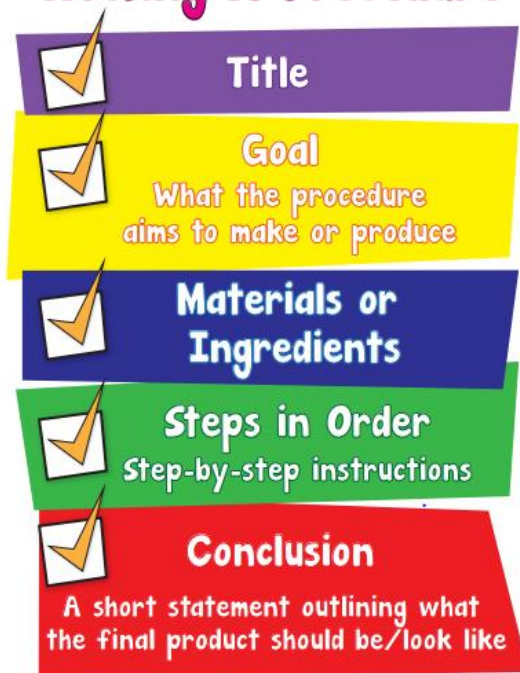 Title
Goal
What the procedure
aims to make or produce
Materials or
Ingredients
Steps in Order
Step-by-step instructions
Conclusion
A short statement outlining what
the final product should be/look like